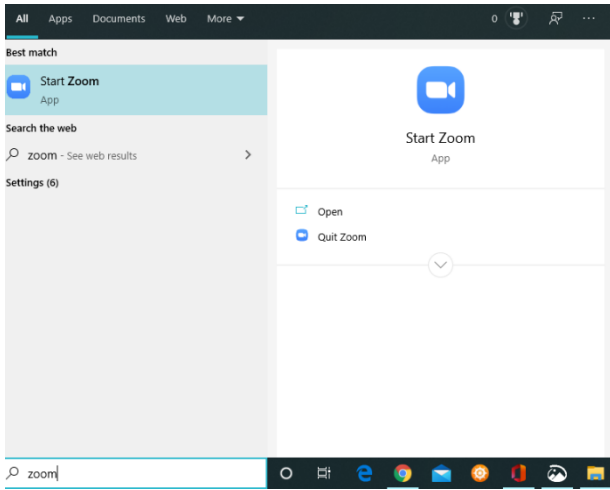 All Apps Documents Web More 0 ...
Best match
Start Zoom
App
Search the web
zoom - See web results
Settings (6)
Start Zoom
App
Open
Quit Zoom
zoom